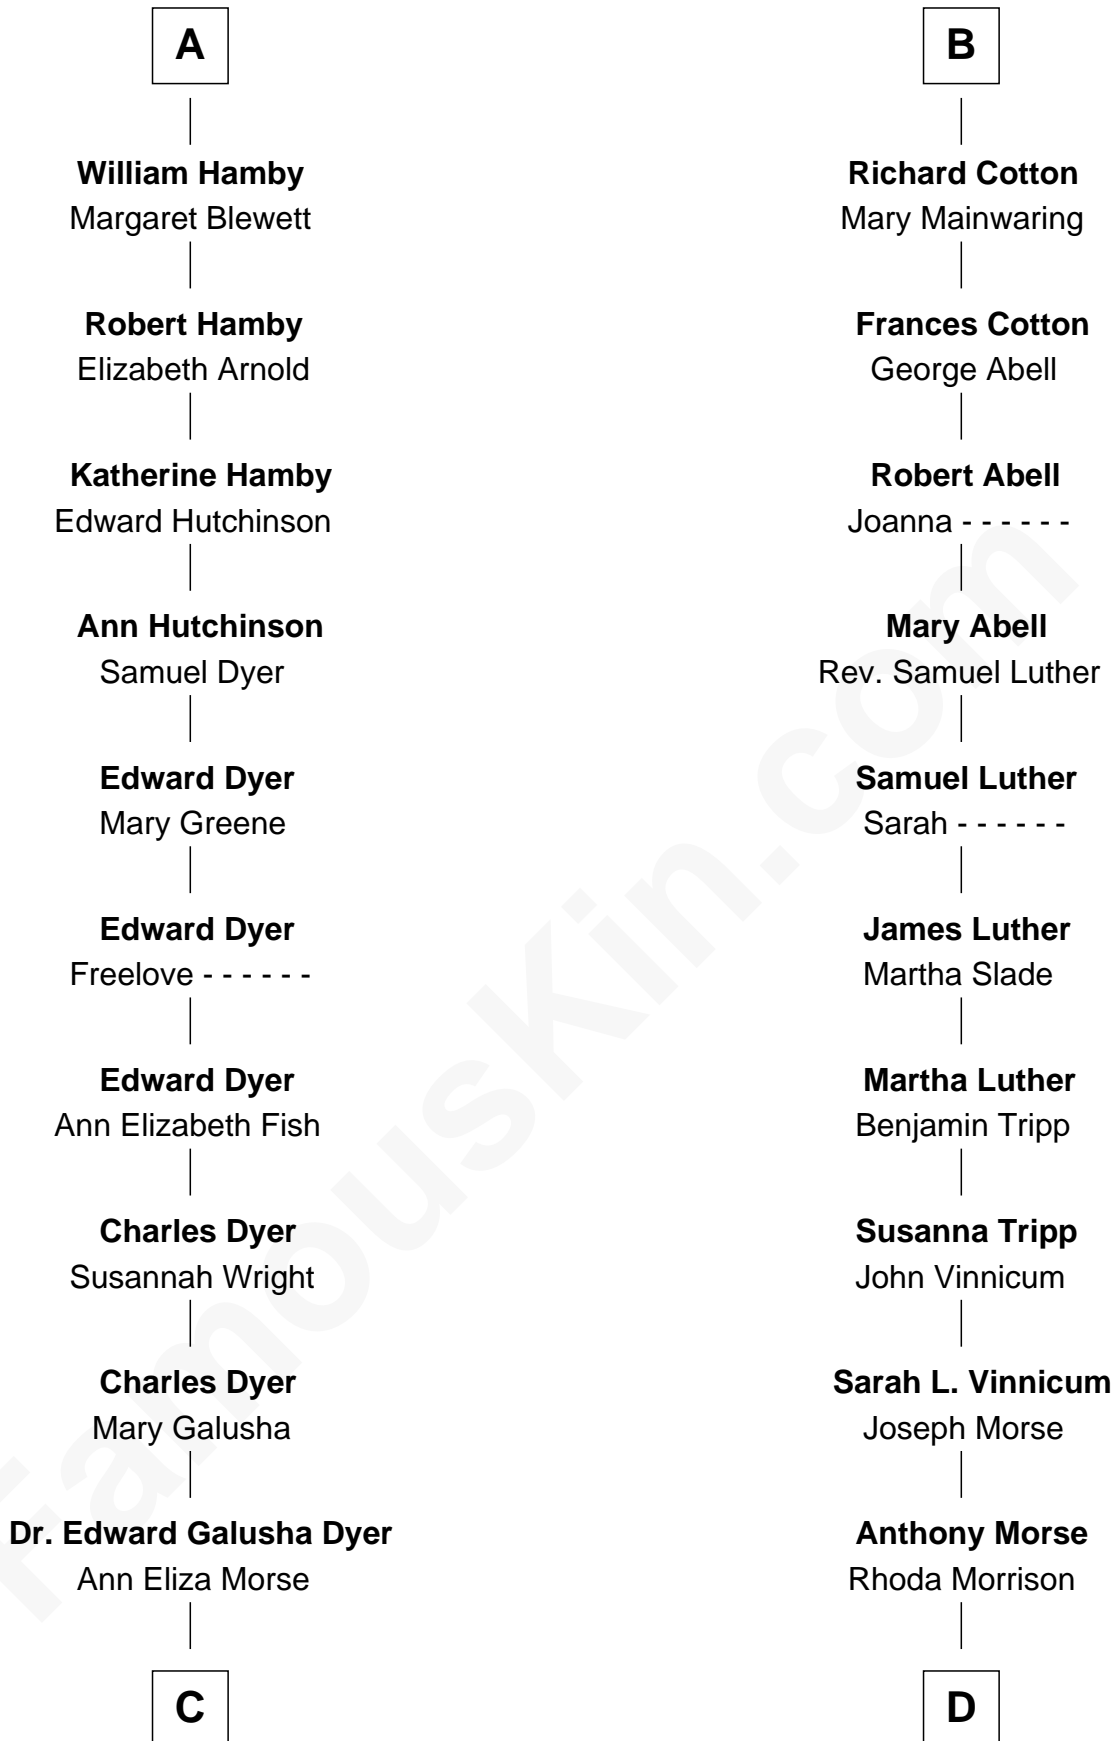 A
William Hamby
Margaret Blewett
Robert Hamby
Elizabeth Arnold
Katherine Hamby
Edward Hutchinson
Ann Hutchinson
Samuel Dyer
Edward Dyer
Mary Greene
Edward Dyer
Freelove - - - - - -
Edward Dyer
Ann Elizabeth Fish
Charles Dyer
Susannah Wright
Charles Dyer
Mary Galusha
Dr. Edward Galusha Dyer
Ann Eliza Morse
C
B
Richard Cotton
Mary Mainwaring
Frances Cotton
George Abell
Robert Abell
Joanna - - - - - -
Mary Abell
Rev. Samuel Luther
Samuel Luther
Sarah - - - - - -
James Luther
Martha Slade
Martha Luther
Benjamin Tripp
Susanna Tripp
John Vinnicum
Sarah L. Vinnicum
Joseph Morse
Anthony Morse
Rhoda Morrison
D
FamousKin.com